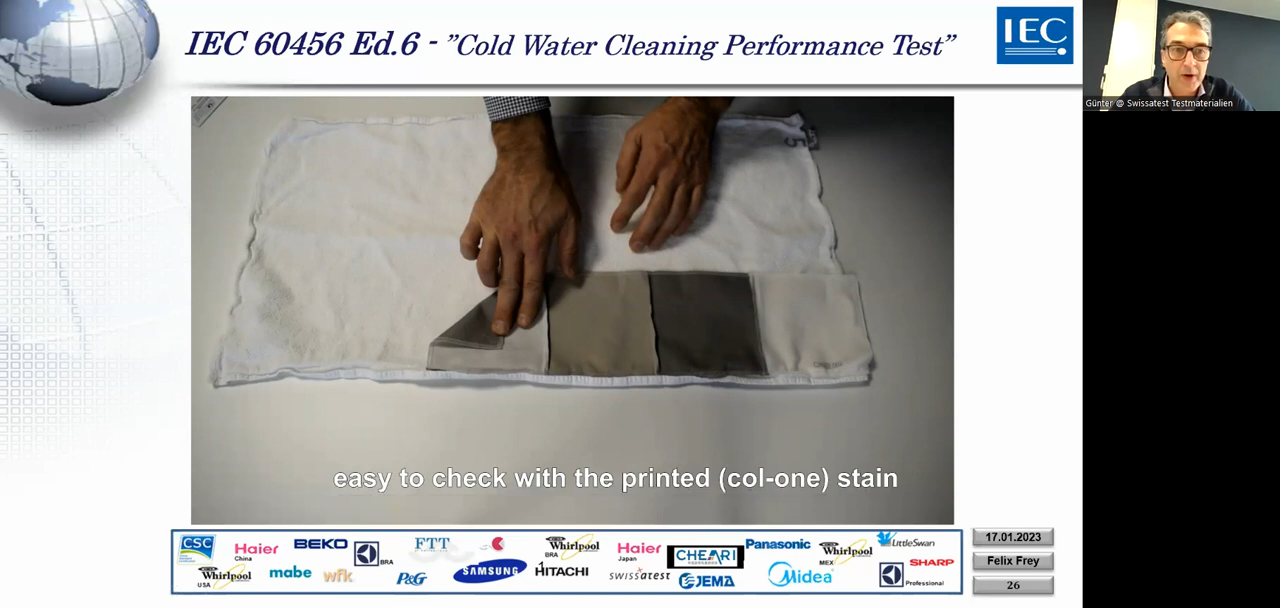 IEC 60456 Ed.6 - ”Cold Water Cleaning Performance Test”
IEC
Günter @ Swissatest Testmaterialien
easy to check with the printed (col-one) stain
CSC
Haier
China
BEKO
BRA
FTT
Whirlpool
BRA
Haier
Japan
CHEARI
Panasonic
Whirlpool
MEX
LittleSwan
Whirlpool
USA
mabe
wfk
P&G
SAMSUNG
HITACHI
swissatest
JEMA
Midea
Professional
SHARP
17.01.2023
Felix Frey
26